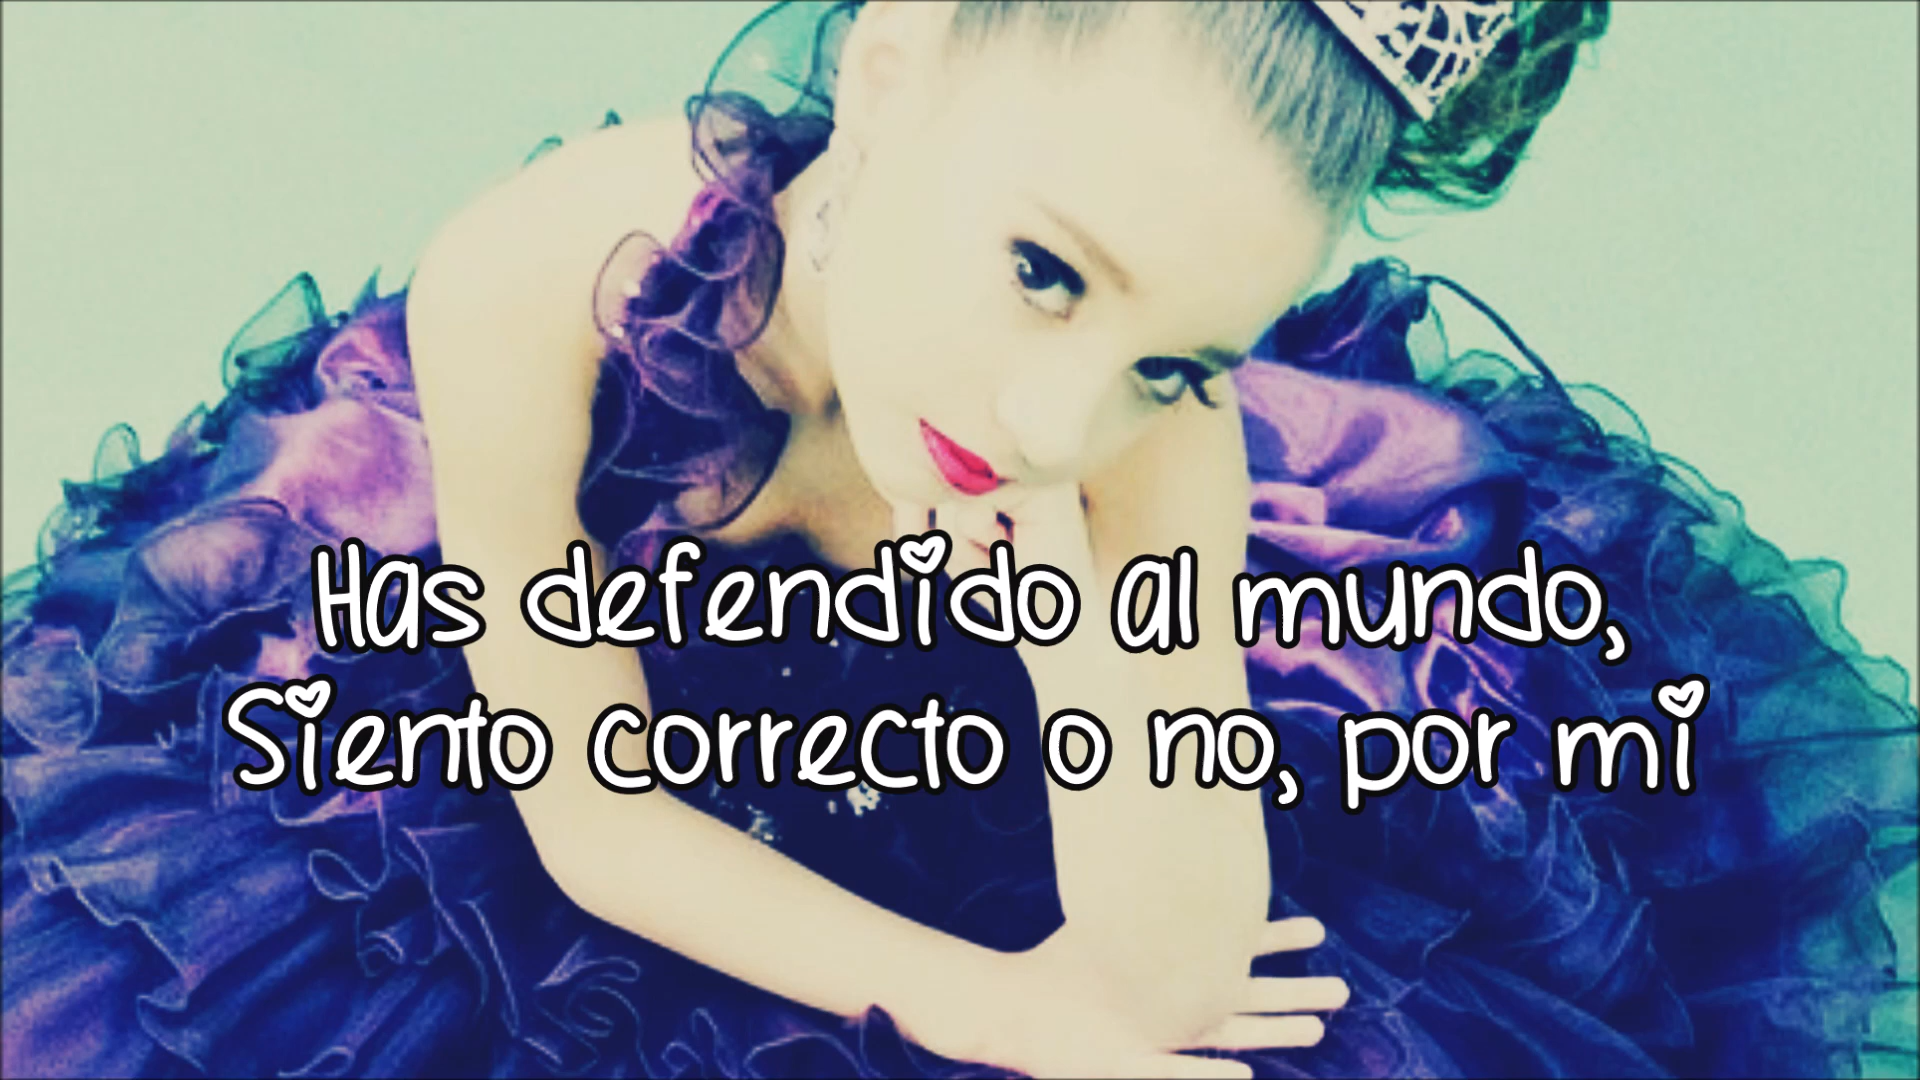 Has defendido al mundo,
Siento correcto o no, por mi